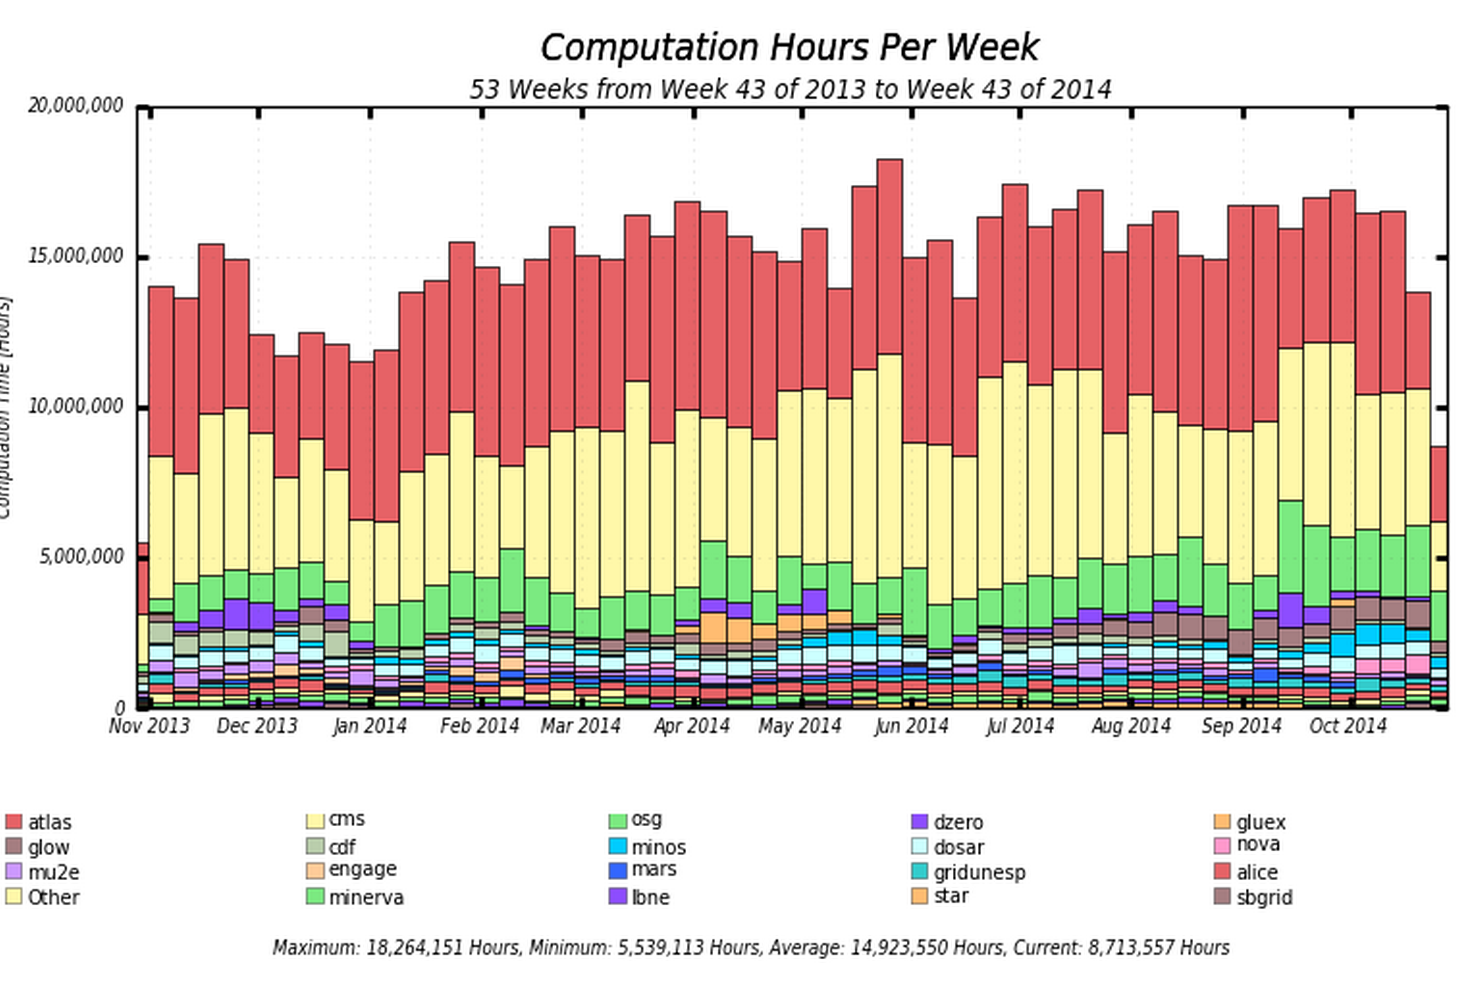 Computation Hours Per Week
53 Weeks from Week 43 of 2013 to Week 43 of 2014
Computation Time [Hours]
20,000,000
15,000,000
10,000,000
5,000,000
0
Nov 2013 Dec 2013 Jan 2014 Feb 2014 Mar 2014 Apr 2014 May 2014 Jun 2014 Jul 2014 Aug 2014 Sep 2014 Oct 2014
atlas cms osg dzero gluex
glow cdf minos dosar nova
mu2e engage mars gridunesp alice
Other minerva lbne star sbgrid
Maximum: 18,264,151 Hours, Minimum: 5,539,113 Hours, Average: 14,923,550 Hours, Current: 8,713,557 Hours